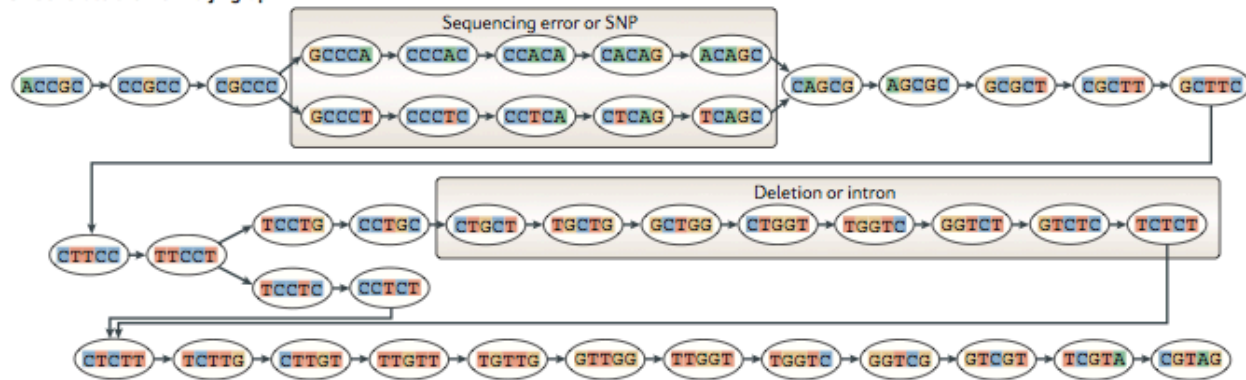 Sequencing error or SNP
GCCCA CCCAC CCACA CACAG ACAGC
ACCGC CCGCC CGCCC CAGCG AGCGC GCGCT CGCTT GCTTC
GCCCT CCCTC CCTCA CTCAG TCAGC
Deletion or intron
TCCTG CCTGC CTGCT TGCTG GCTGG CTGGT TGGTC GGTCT GTCTC TCTCT
CTTCC TTCCT
TCCTC CCTCT
CTCTT TCTTG CTTGT TTGTT TGTTG GTTGG TTGGT TGGTC GGTCG GTCGT TCGTA CGTAG